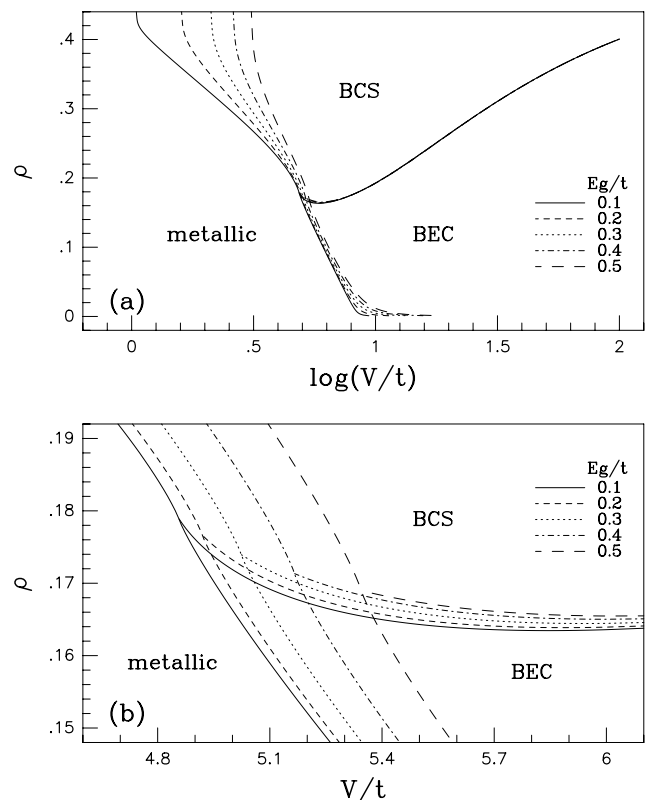 .4
BCS
.3
ρ
Eg/t
.2
0.1
0.2
metallic
BEC
0.3
.1
0.4
0.5
(a)
0
0 .5 1 1.5 2
log(V/t)
.19
Eg/t
0.1
0.2
.18
BCS
0.3
0.4
ρ
0.5
.17
.16
metallic
BEC
(b)
.15
4.8 5.1 5.4 5.7 6
V/t